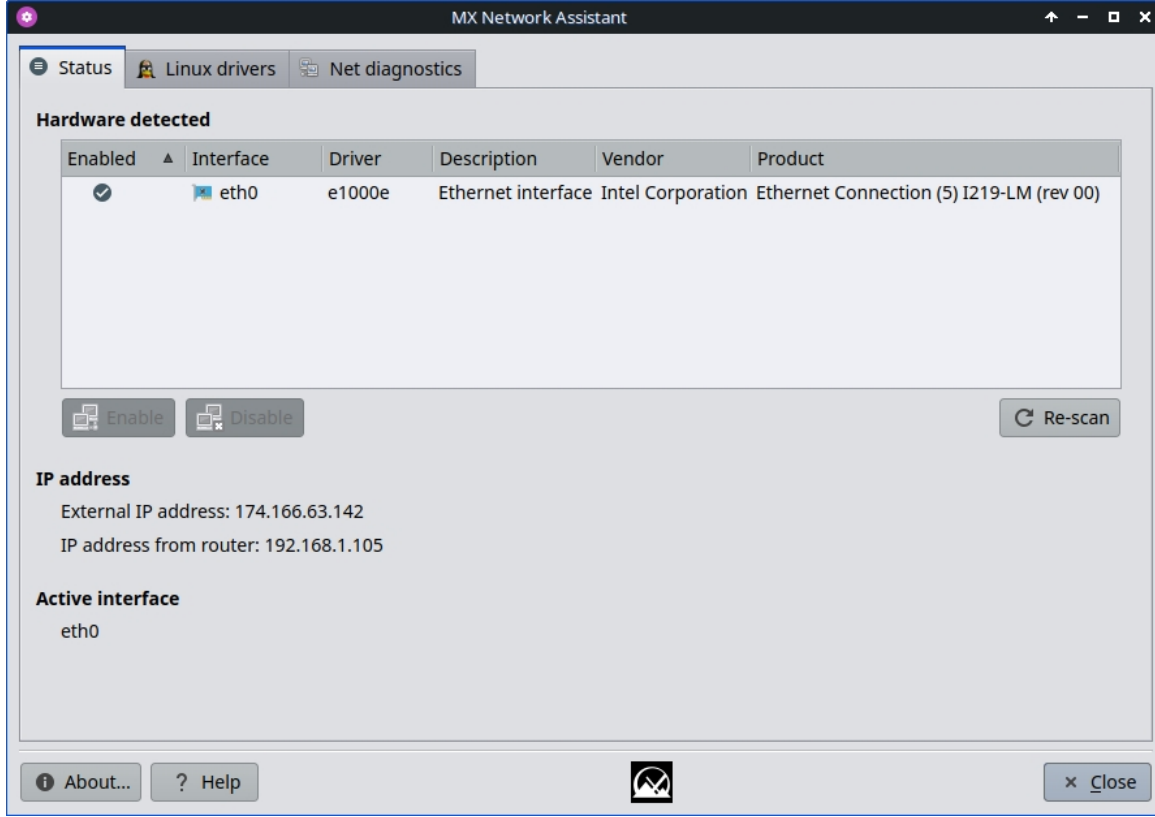 MX Network Assistant
Status Linux drivers Net diagnostics
Hardware detected
Enabled Interface Driver Description Vendor Product
eth0 e1000e Ethernet interface Intel Corporation Ethernet Connection (5) I219-LM (rev 00)
Enable Disable Re-scan
IP address
External IP address: 174.166.63.142
IP address from router: 192.168.1.105
Active interface
eth0
About... ? Help Close